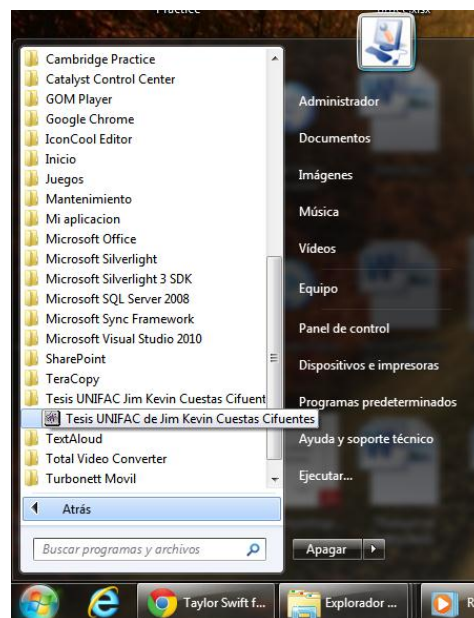 Practice
Cambridge Practice
Catalyst Control Center
GOM Player
Google Chrome
IconCool Editor
Inicio
Juegos
Mantenimiento
Mi aplicacion
Microsoft Office
Microsoft Silverlight
Microsoft Silverlight 3 SDK
Microsoft SQL Server 2008
Microsoft Sync Framework
Microsoft Visual Studio 2010
SharePoint
TeraCopy
Tesis UNIFAC Jim Kevin Cuestas Cifuent
Tesis UNIFAC de Jim Kevin Cuestas Cifuentes
TextAloud
Total Video Converter
Turbonett Movil
Atrás
Buscar programas y archivos
Administrador
Documentos
Imágenes
Música
Vídeos
Equipo
Panel de control
Dispositivos e impresoras
Programas predeterminados
Ayuda y soporte técnico
Ejecutar...
Apagar
Taylor Swift f...
Explorador ...
R